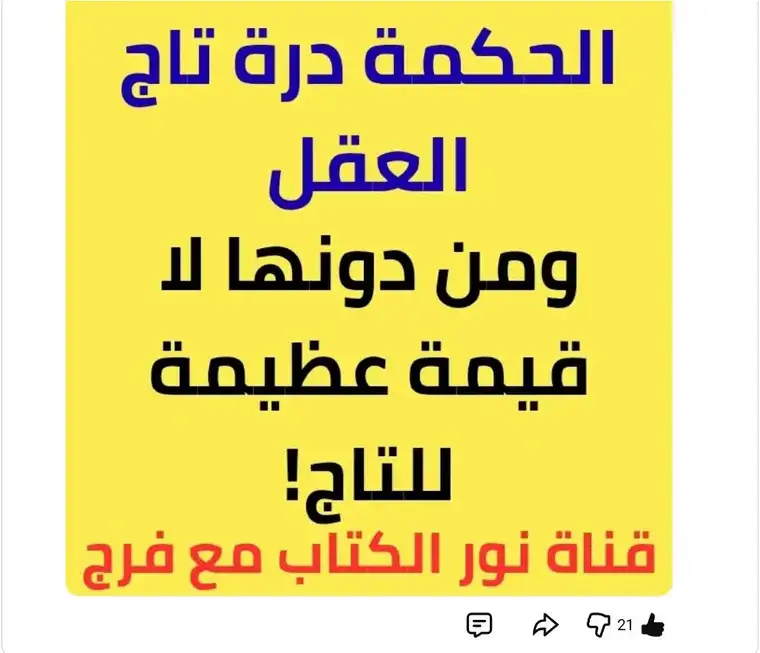 الحكمة درة تاج
العقل
ومن دونها لا
قيمة عظيمة
للتاج!
قناة نور الكتاب مع فرج
21